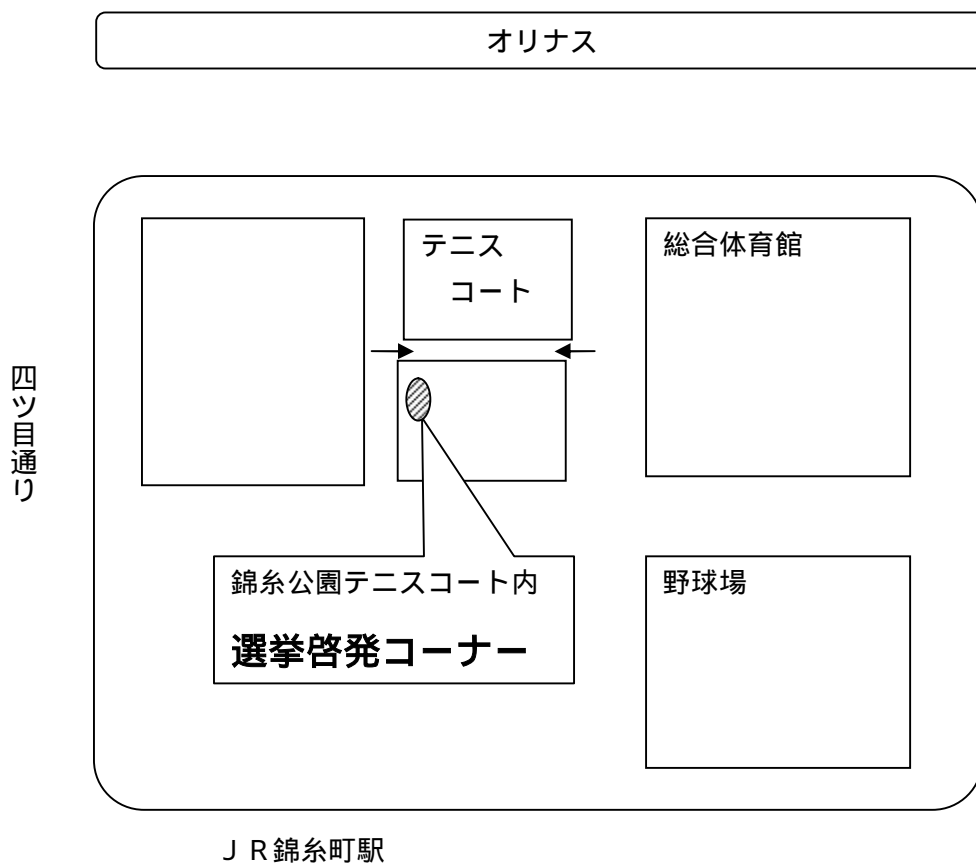 オリナス
テニス
コート
総合体育館
四ツ目通り
錦糸公園テニスコート内
選挙啓発コーナー
野球場
ＪＲ錦糸町駅